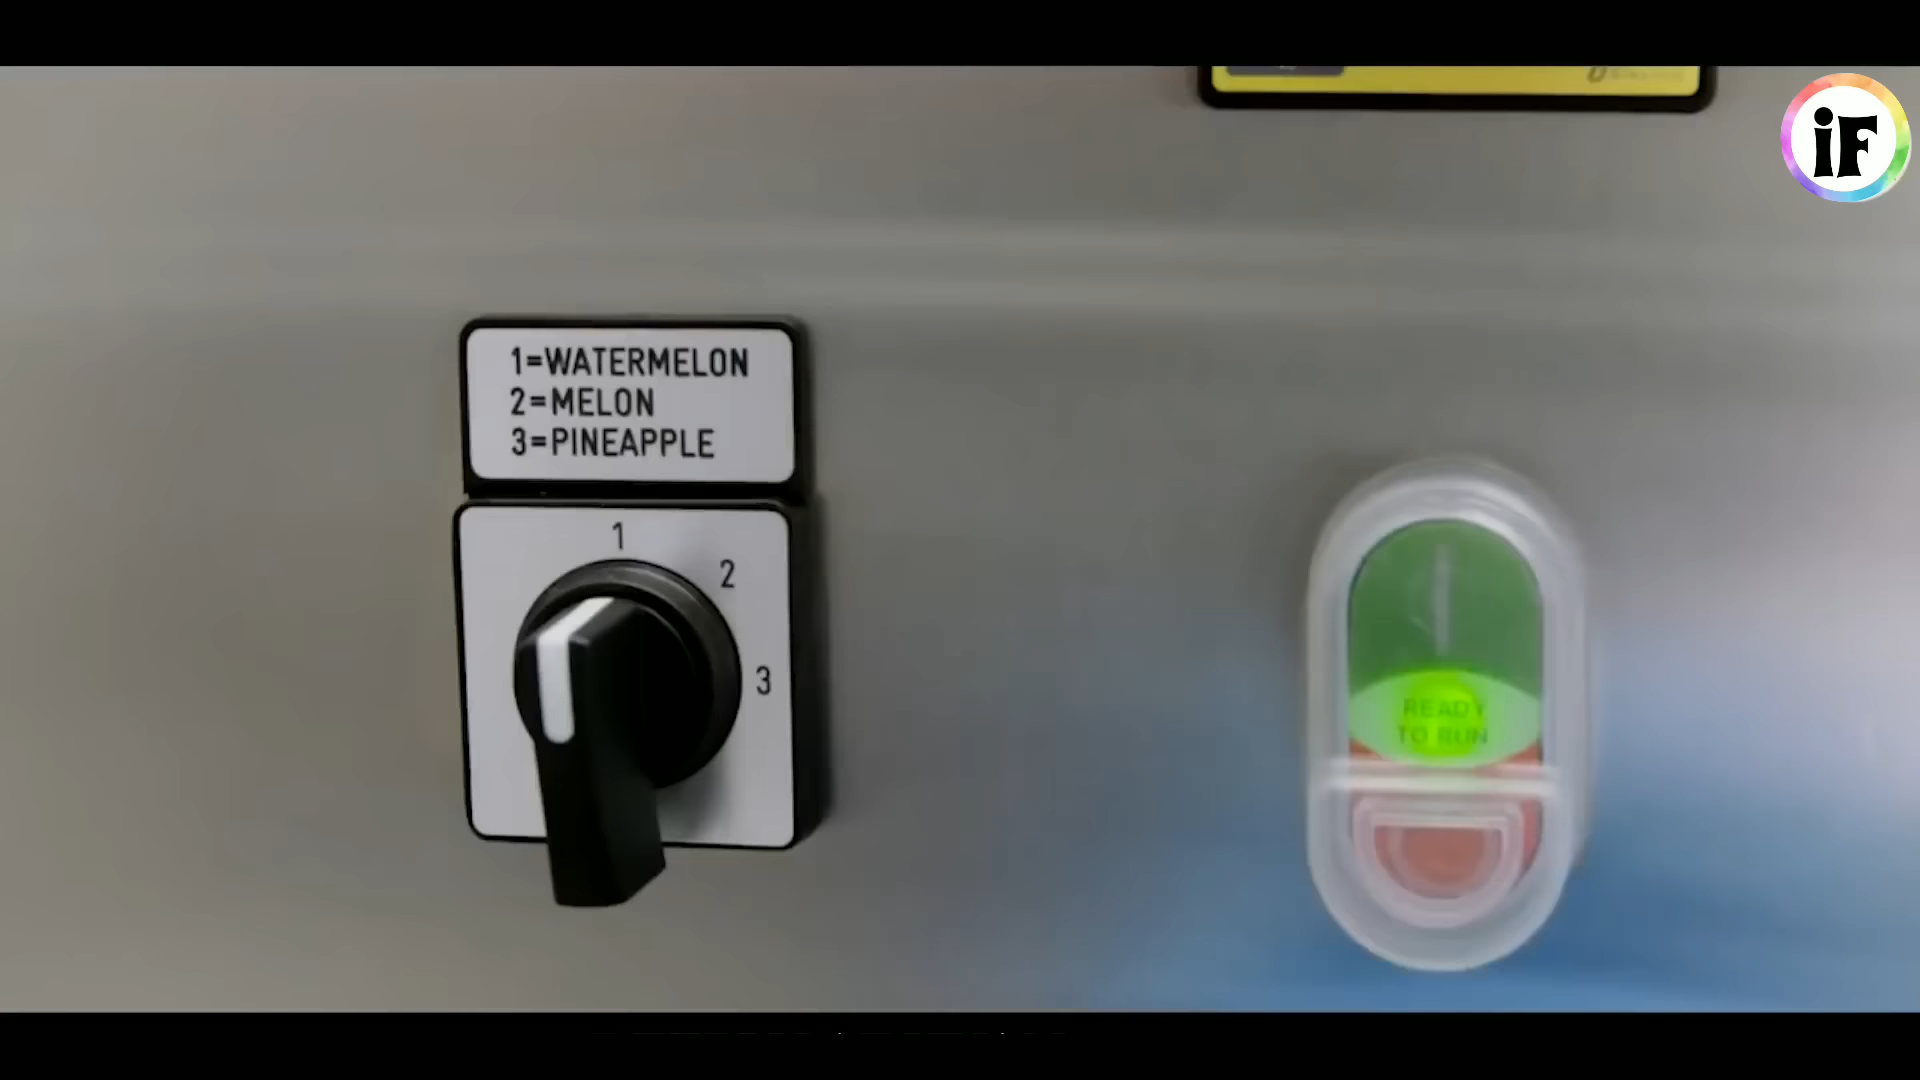 iF
1=WATERMELON
2=MELON
3=PINEAPPLE
1
2
3
READY
TO RUN